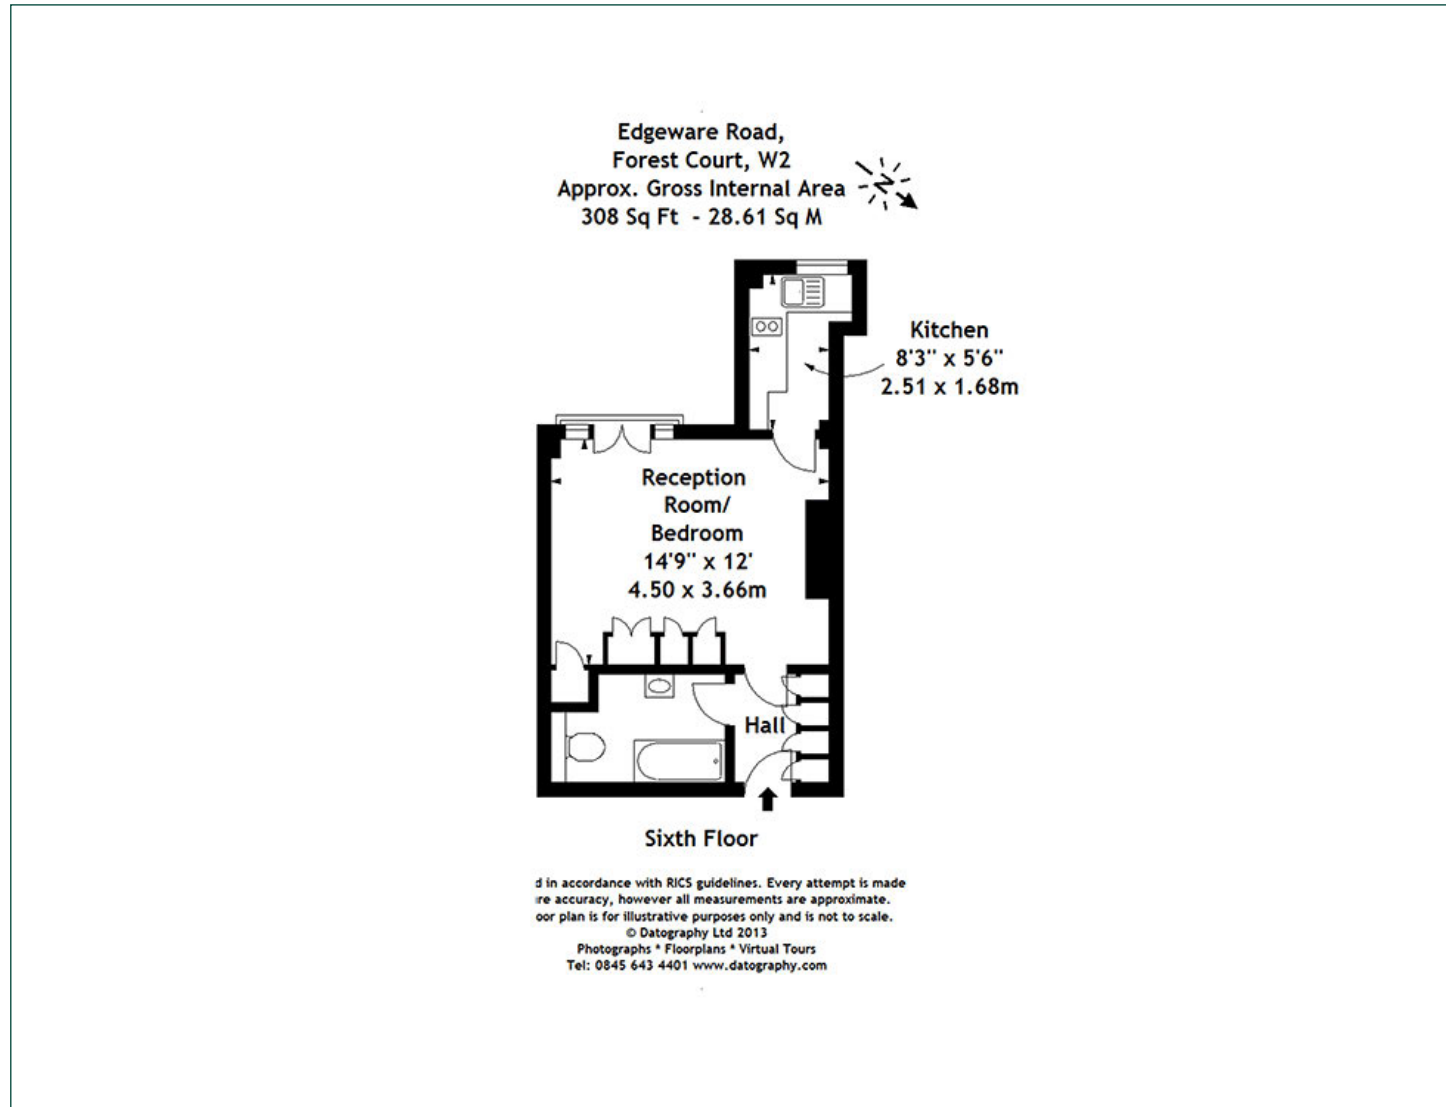 Edgeware Road,
Forest Court, W2
Approx. Gross Internal Area
308 Sq Ft - 28.61 Sq M
N
Kitchen
8'3" x 5'6"
2.51 x 1.68m
Reception
Room/
Bedroom
14'9" x 12'
4.50 x 3.66m
Hall
Sixth Floor
d in accordance with RICS guidelines. Every attempt is made
re accuracy, however all measurements are approximate.
oor plan is for illustrative purposes only and is not to scale.
© Datography Ltd 2013
Photographs * Floorplans * Virtual Tours
Tel: 0845 643 4401 www.datography.com